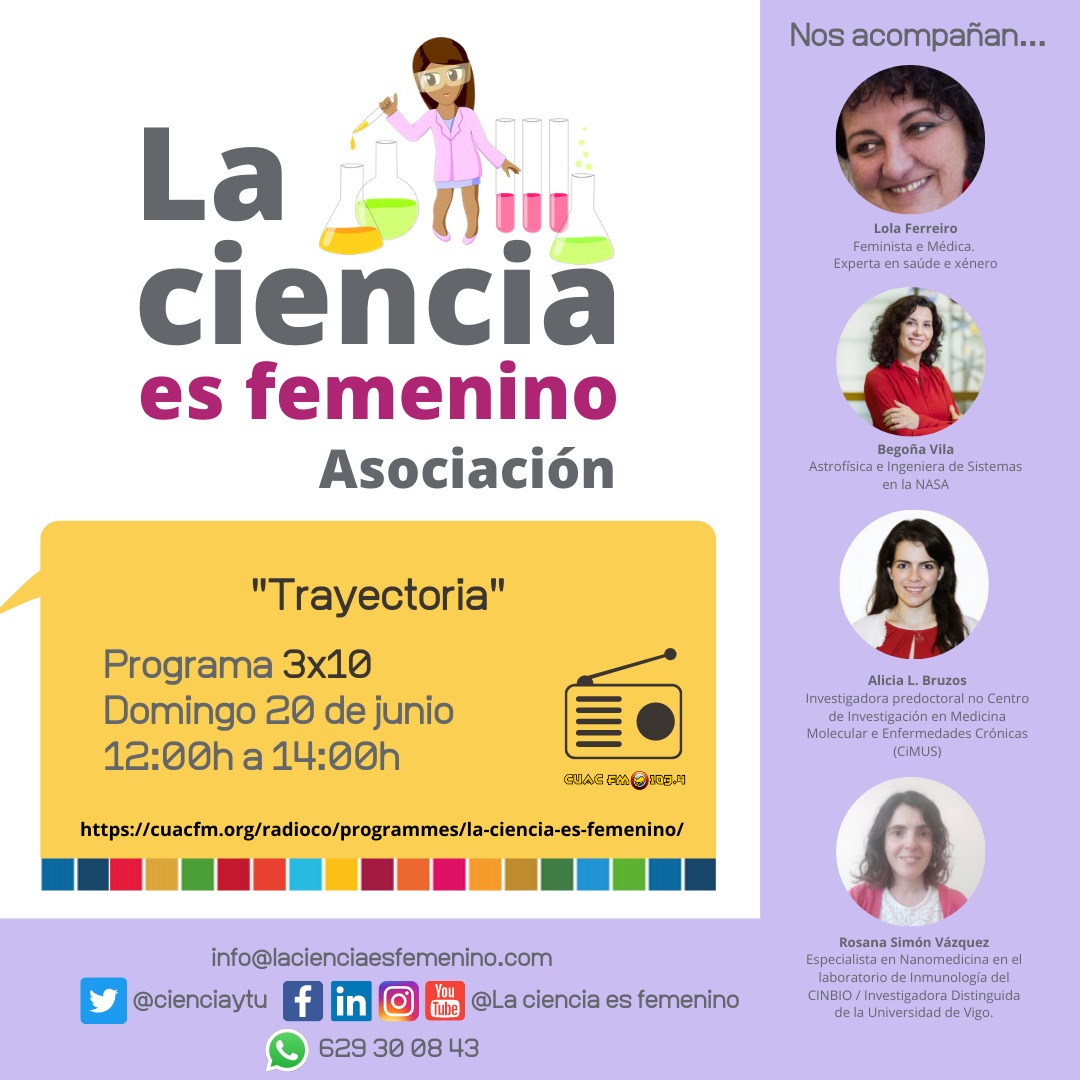 La
ciencia
es femenino
Asociación
"Trayectoria"
Programa 3x10
Domingo 20 de junio
12:00h a 14:00h
CUAC FM 103.4
https://cuacfm.org/radioco/programmes/la-ciencia-es-femenino/
info@lacienciaesfemenino.com
@cienciaytu
in
You
Tube
@La ciencia es femenino
629 30 08 43
Nos acompañan...
Lola Ferreiro
Feminista e Médica.
Experta en saúde e xénero
Begoña Vila
Astrofísica e Ingeniera de Sistemas
en la NASA
Alicia L. Bruzos
Investigadora predoctoral no Centro
de Investigación en Medicina
Molecular e Enfermedades Crónicas
(CiMUS)
Rosana Simón Vázquez
Especialista en Nanomedicina en el
laboratorio de Inmunología del
CINBIO / Investigadora Distinguida
de la Universidad de Vigo.